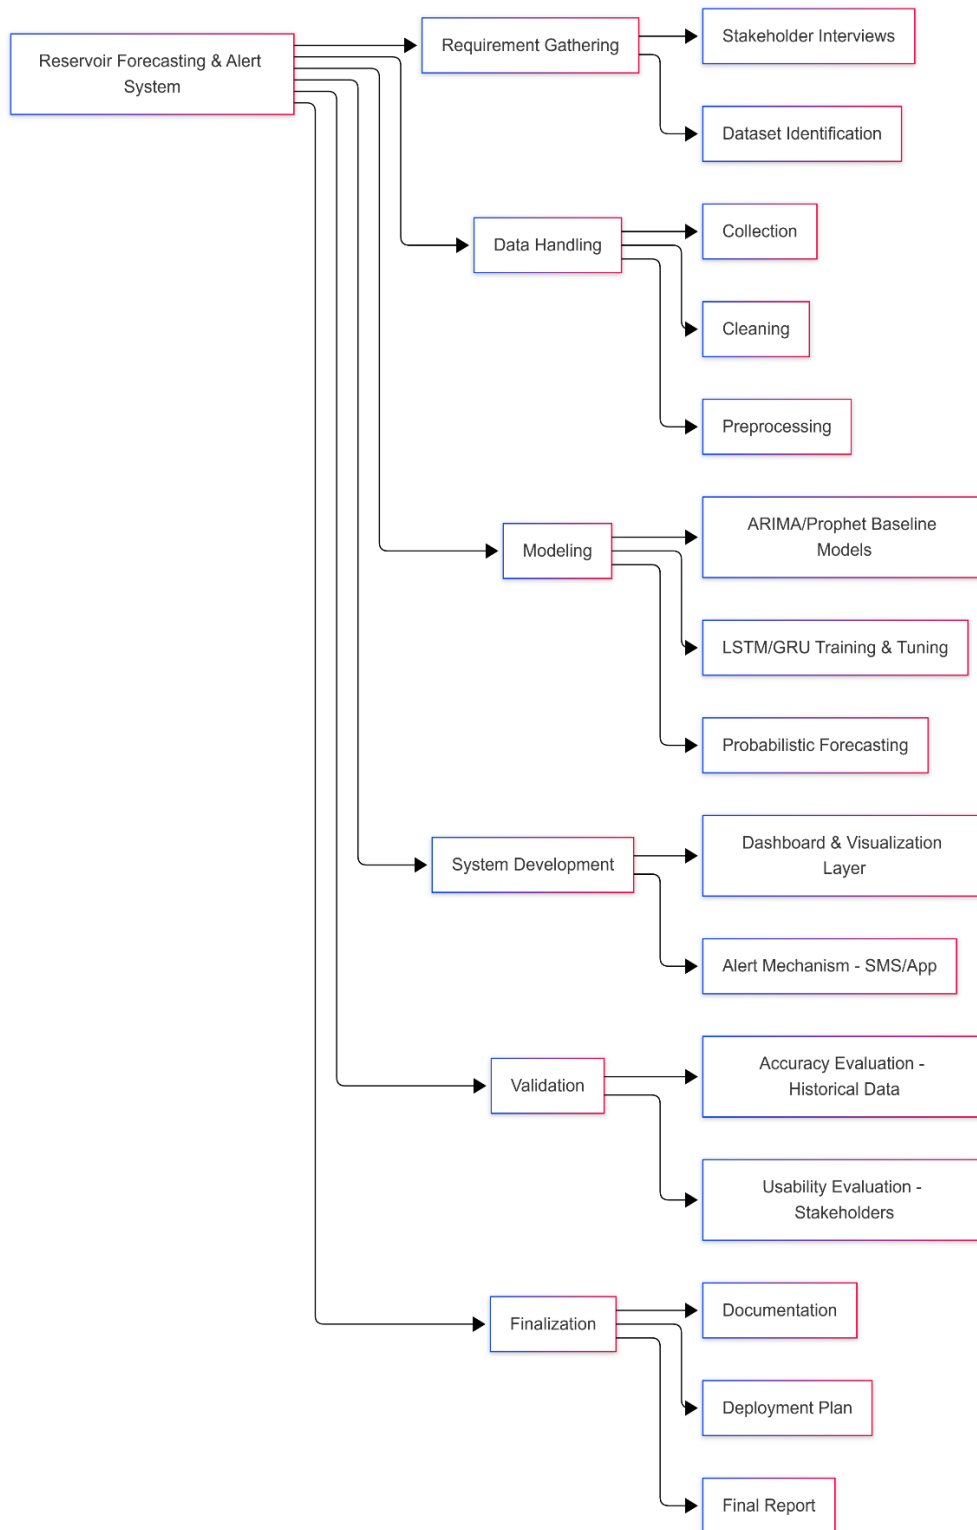 Reservoir Forecasting & Alert
System
Requirement Gathering
Stakeholder Interviews
Dataset Identification
Data Handling
Collection
Cleaning
Preprocessing
Modeling
ARIMA/Prophet Baseline
Models
LSTM/GRU Training & Tuning
Probabilistic Forecasting
System Development
Dashboard & Visualization
Layer
Alert Mechanism - SMS/App
Validation
Accuracy Evaluation -
Historical Data
Usability Evaluation -
Stakeholders
Finalization
Documentation
Deployment Plan
Final Report